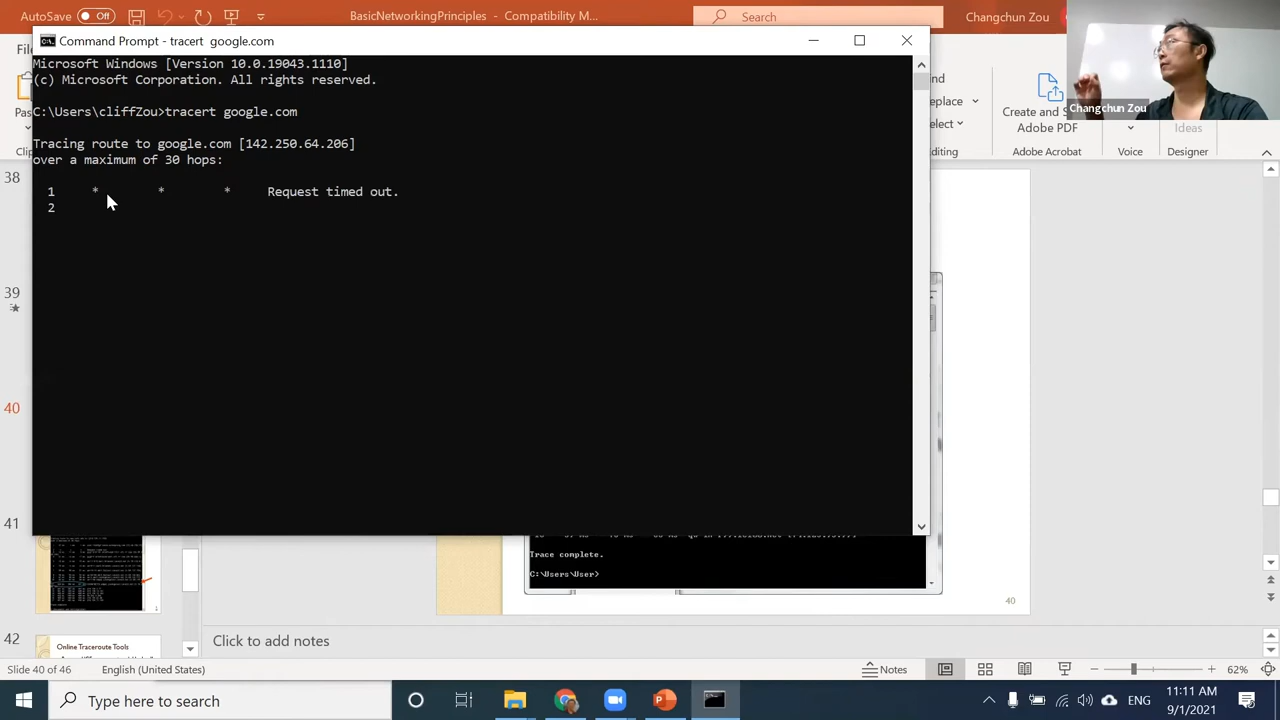 AutoSave Off BasicNetworkingPrinciples - Compatibility M... Search Changchun Zou
Command Prompt - tracert google.com
Microsoft Windows [Version 10.0.19043.1110]
(c) Microsoft Corporation. All rights reserved.
C:\Users\cliffZou>tracert google.com
Tracing route to google.com [142.250.64.206]
over a maximum of 30 hops:
1 * * * Request timed out.
2
Changchun Zou
Create and S
Adobe PDF
Ideas
Adobe Acrobat
Voice
Designer
38
39
40
41
42
Trace complete.
C:\Users\User>
40
Online Traceroute Tools
Click to add notes
Slide 40 of 46 English (United States) Notes 62%
Type here to search
ENG
11:11 AM
9/1/2021